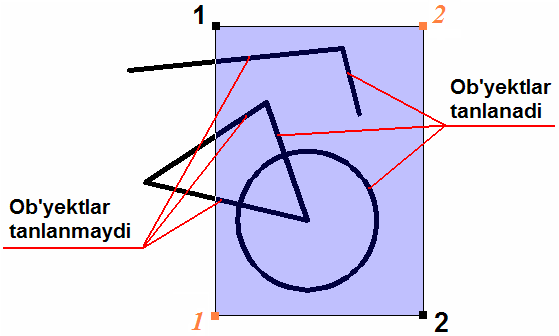 1
2
Ob'yektlar
tanlanadi
Ob'yektlar
tanlanmaydi
1
2